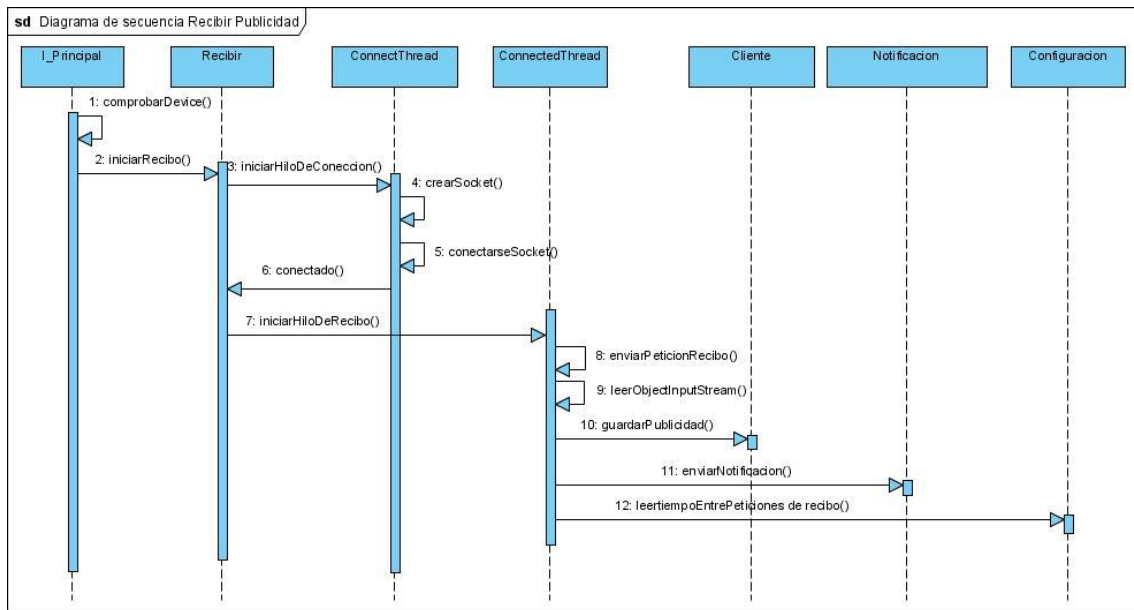 sd Diagrama de secuencia Recibir Publicidad
I_Principal
Recibir
ConnectThread
ConnectedThread
Cliente
Notificacion
Configuracion
1: comprobarDevice()
2: iniciarRecibo()
3: iniciarHiloDeConeccion()
4: crearSocket()
5: conectarseSocket()
6: conectado()
7: iniciarHiloDeRecibo()
8: enviarPeticionRecibo()
9: leerObjectInputStream()
10: guardarPublicidad()
11: enviarNotificacion()
12: leertiempoEntrePeticiones de recibo()